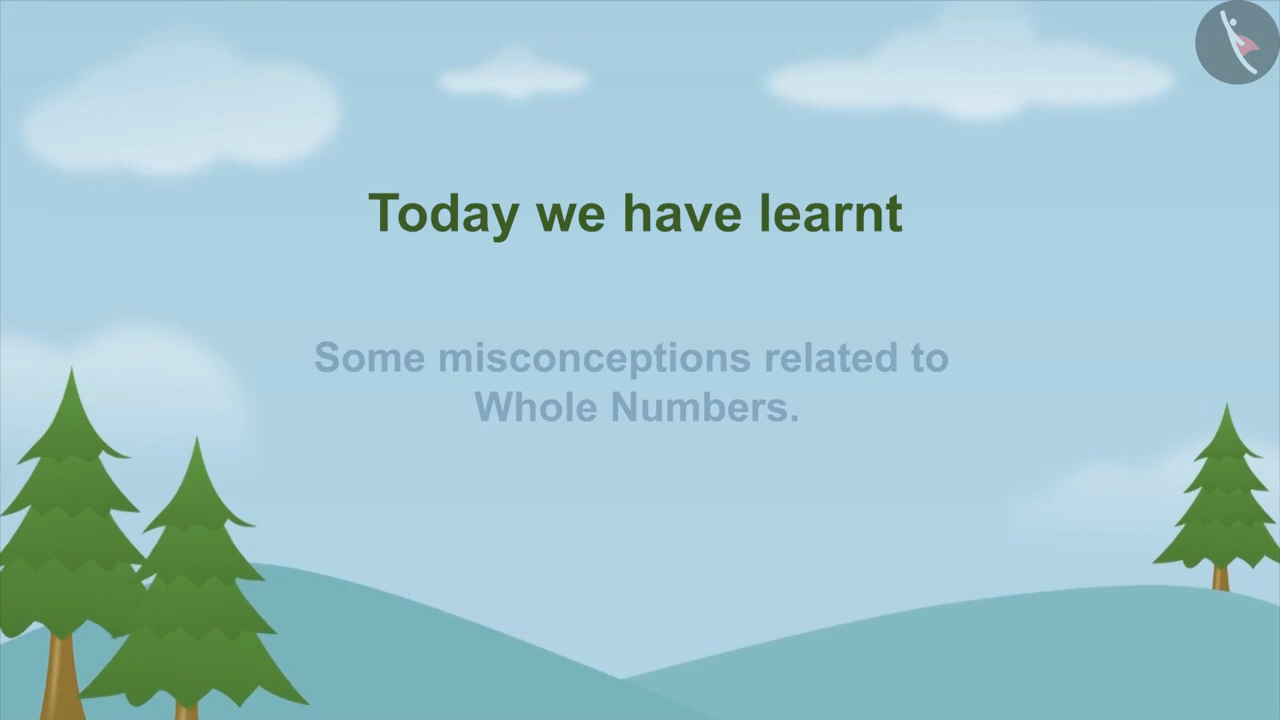 Today we have learnt
Some misconceptions related to
Whole Numbers.